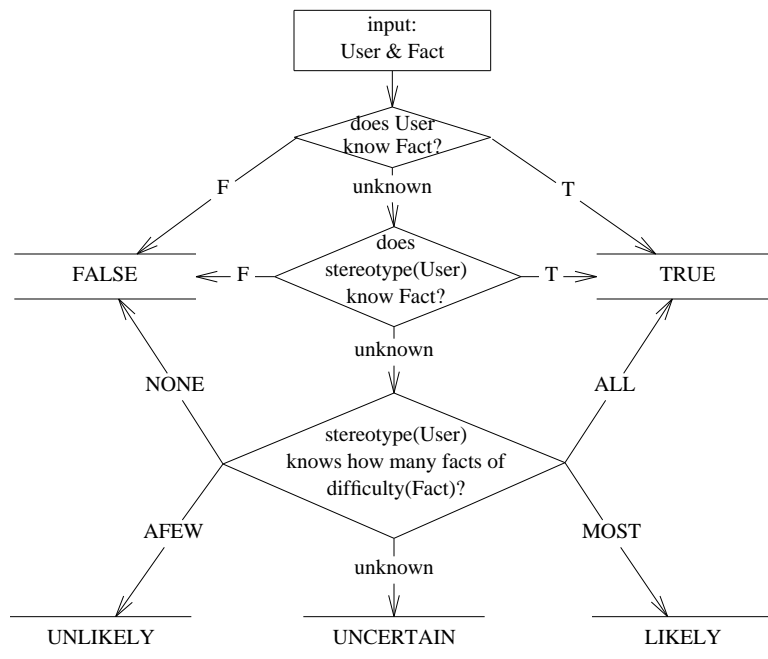 input:
User & Fact
does User
know Fact?
F
unknown
T
does
stereotype(User)
know Fact?
FALSE
F
T
TRUE
unknown
NONE
ALL
stereotype(User)
knows how many facts of
difficulty(Fact)?
AFEW
MOST
unknown
UNLIKELY
UNCERTAIN
LIKELY